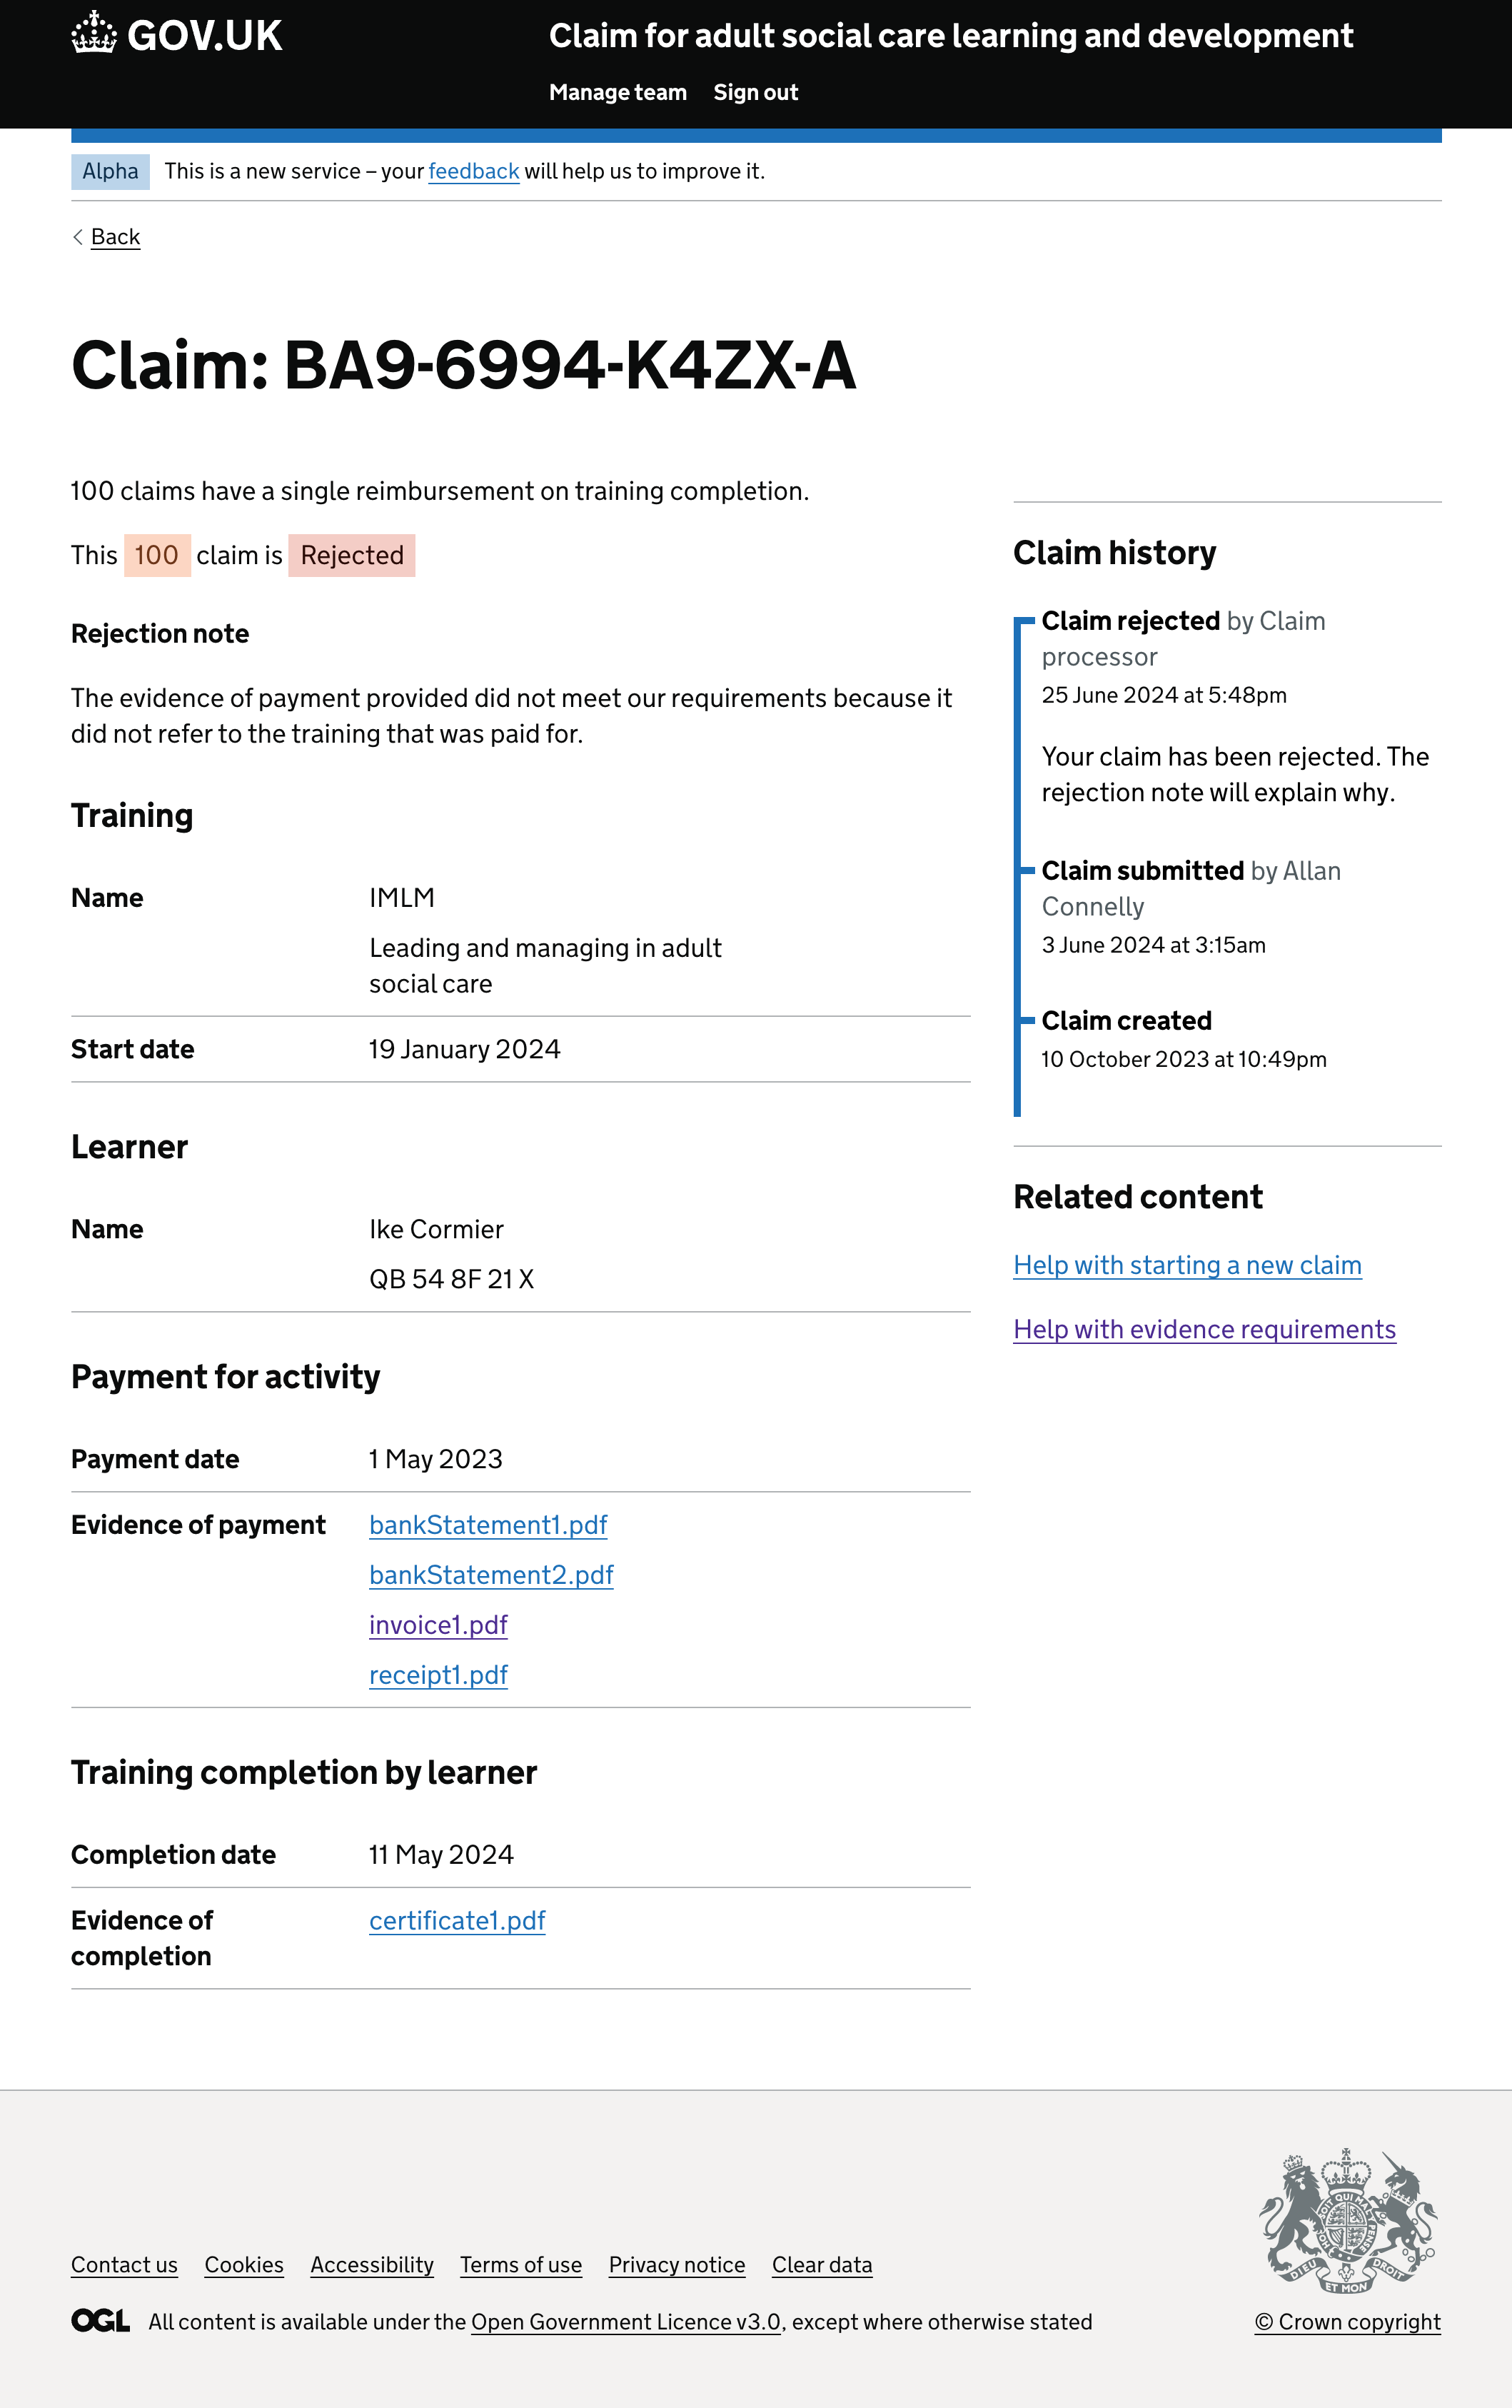 GOV.UK
Claim for adult social care learning and development
Manage team Sign out
Alpha This is a new service – your feedback will help us to improve it.
Back
Claim: BA9-6994-K4ZX-A
100 claims have a single reimbursement on training completion.
This 100 claim is Rejected
Rejection note
The evidence of payment provided did not meet our requirements because it
did not refer to the training that was paid for.
Training
Name IMLM
Leading and managing in adult
social care
Start date 19 January 2024
Learner
Name Ike Cormier
QB 54 8F 21 X
Payment for activity
Payment date 1 May 2023
Evidence of payment bankStatement1.pdf
bankStatement2.pdf
invoice1.pdf
receipt1.pdf
Training completion by learner
Completion date 11 May 2024
Evidence of certificate1.pdf
completion
Claim history
Claim rejected by Claim
processor
25 June 2024 at 5:48pm
Your claim has been rejected. The
rejection note will explain why.
Claim submitted by Allan
Connelly
3 June 2024 at 3:15am
Claim created
10 October 2023 at 10:49pm
Related content
Help with starting a new claim
Help with evidence requirements
Contact us Cookies Accessibility Terms of use Privacy notice Clear data
OGL All content is available under the Open Government Licence v3.0, except where otherwise stated
DIEU ET MON DROIT
© Crown copyright